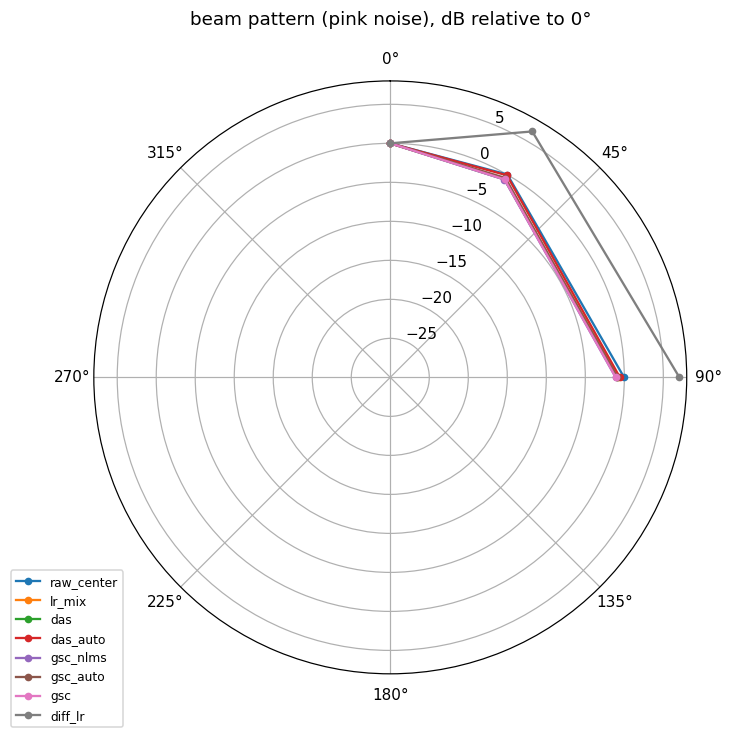 beam pattern (pink noise), dB relative to 0°
0°
45°
90°
135°
180°
225°
270°
315°
5
0
−5
−10
−15
−20
−25
raw_center
lr_mix
das
das_auto
gsc_nlms
gsc_auto
gsc
diff_lr